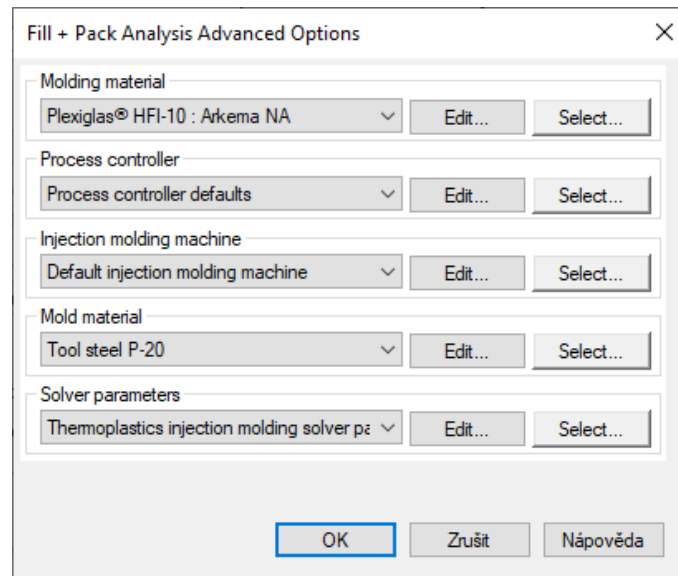 Fill + Pack Analysis Advanced Options
Molding material
Plexiglas® HFI-10 : Arkema NA
Edit...
Select...
Process controller
Process controller defaults
Edit...
Select...
Injection molding machine
Default injection molding machine
Edit...
Select...
Mold material
Tool steel P-20
Edit...
Select...
Solver parameters
Thermoplastics injection molding solver pa
Edit...
Select...
OK
Zrušit
Nápověda